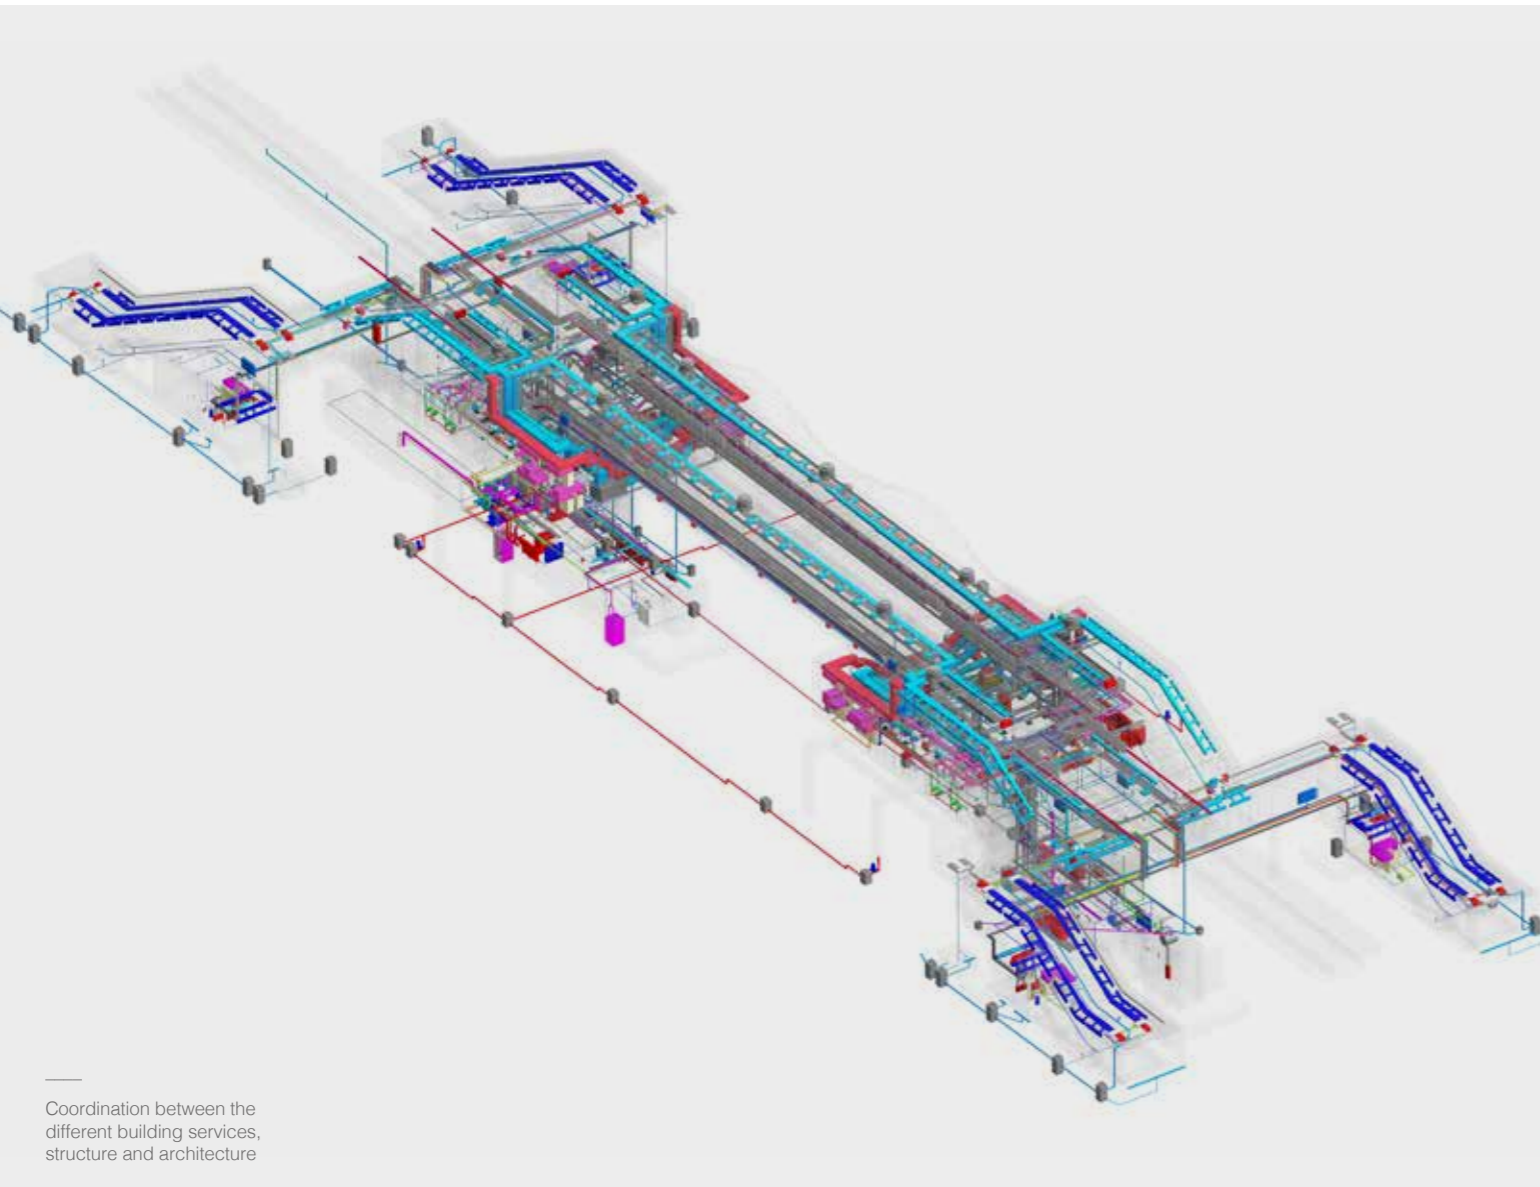 Coordination between the
different building services,
structure and architecture